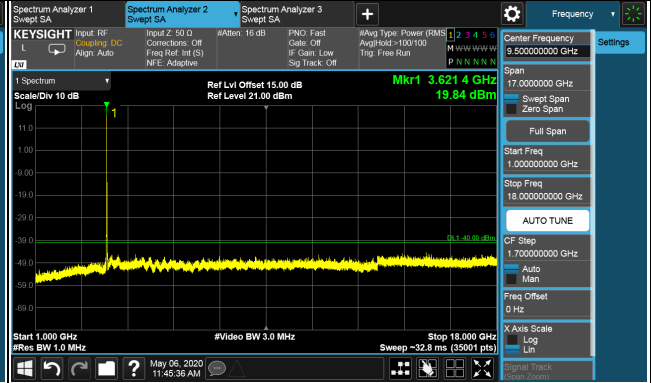 Spectrum Analyzer 1
Swept SA
Spectrum Analyzer 2
Swept SA
Spectrum Analyzer 3
Swept SA
+
Frequency
KEYSIGHT
L
LXI
Input: RF
Coupling: DC
Align: Auto
Input Z: 50 Ω
Corrections: Off
Freq Ref: Int (S)
NFE: Adaptive
#Atten: 16 dB
PNO: Fast
Gate: Off
IF Gain: Low
Sig Track: Off
#Avg Type: Power (RMS
Avg|Hold:>100/100
Trig: Free Run
1 2 3 4 5 6
M W W W W W
P N N N N N
1 Spectrum
Scale/Div 10 dB
Ref Lvl Offset 15.00 dB
Ref Level 21.00 dBm
Mkr1 3.621 4 GHz
19.84 dBm
Log
1
11.0
1.00
-9.00
-19.0
-29.0
-39.0
DL1 -40.00 dBm
-49.0
-59.0
-69.0
Start 1.000 GHz
#Res BW 1.0 MHz
#Video BW 3.0 MHz
Stop 18.000 GHz
Sweep ~32.8 ms (35001 pts)
?
May 06, 2020
11:45:36 AM
Center Frequency
9.500000000 GHz
Settings
Span
17.0000000 GHz
Swept Span
Zero Span
Full Span
Start Freq
1.000000000 GHz
Stop Freq
18.000000000 GHz
AUTO TUNE
CF Step
1.700000000 GHz
Auto
Man
Freq Offset
0 Hz
X Axis Scale
Log
Lin
Signal Track
(Span Zoom)